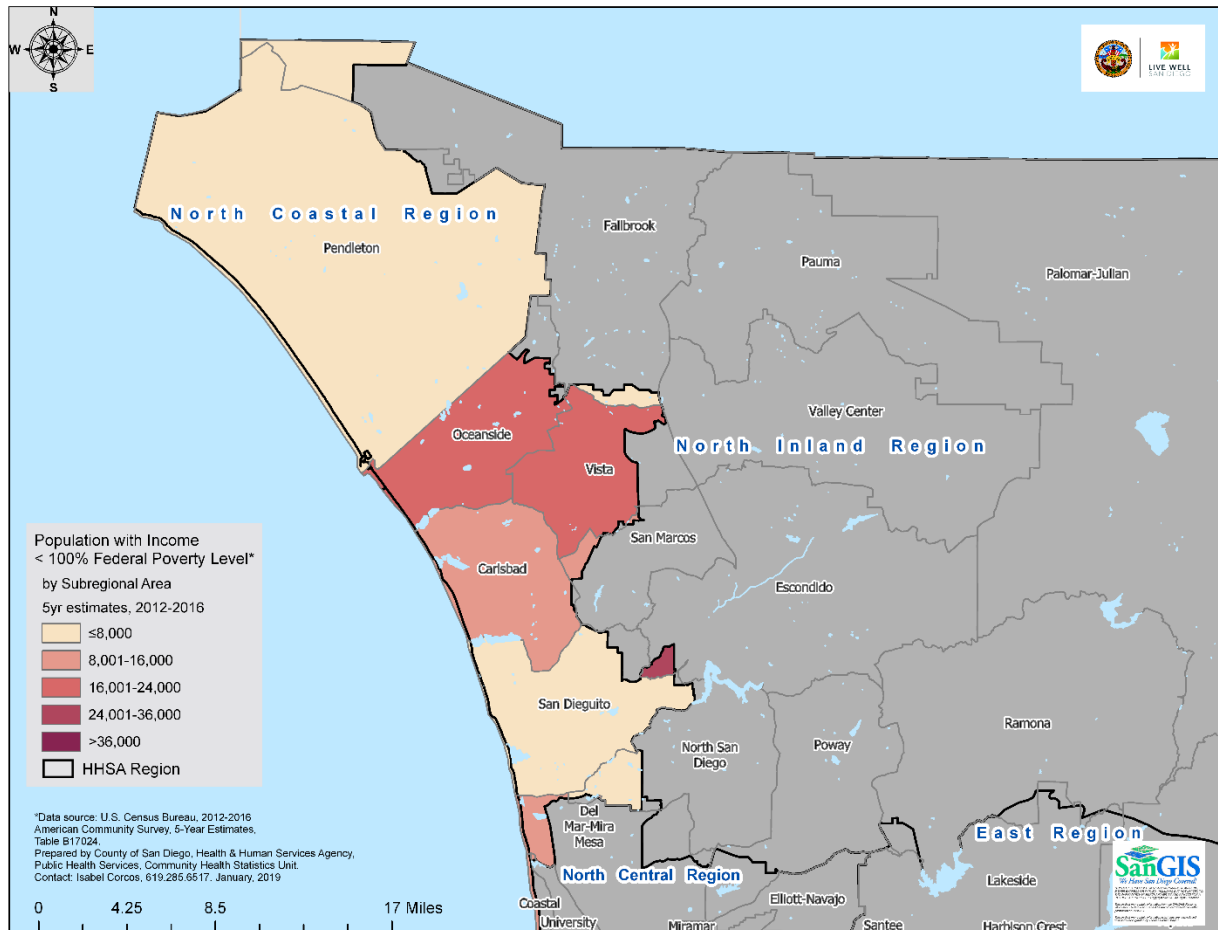 N
W E
S
LIVE WELL
SAN DIEGO
North Coastal Region
Pendleton
Fallbrook
Pauma
Palomar-Julian
Valley Center
North Inland Region
Oceanside
Vista
San Marcos
Carlsbad
Escondido
San Dieguito
North San
Diego
Poway
Ramona
Del
Mar-Mira
Mesa
East Region
North Central Region
Lakeside
Coastal
University
Elliott-Navajo
Miramar
Santee
Harbison Crest
Population with Income
< 100% Federal Poverty Level*
by Subregional Area
5yr estimates, 2012-2016
≤8,000
8,001-16,000
16,001-24,000
24,001-36,000
>36,000
HHSA Region
*Data source: U.S. Census Bureau, 2012-2016
American Community Survey, 5-Year Estimates,
Table B17024.
Prepared by County of San Diego, Health & Human Services Agency,
Public Health Services, Community Health Statistics Unit.
Contact: Isabel Corcos, 619.285.6517. January, 2019
0 4.25 8.5 17 Miles
SanGIS
We Have San Diego Covered!